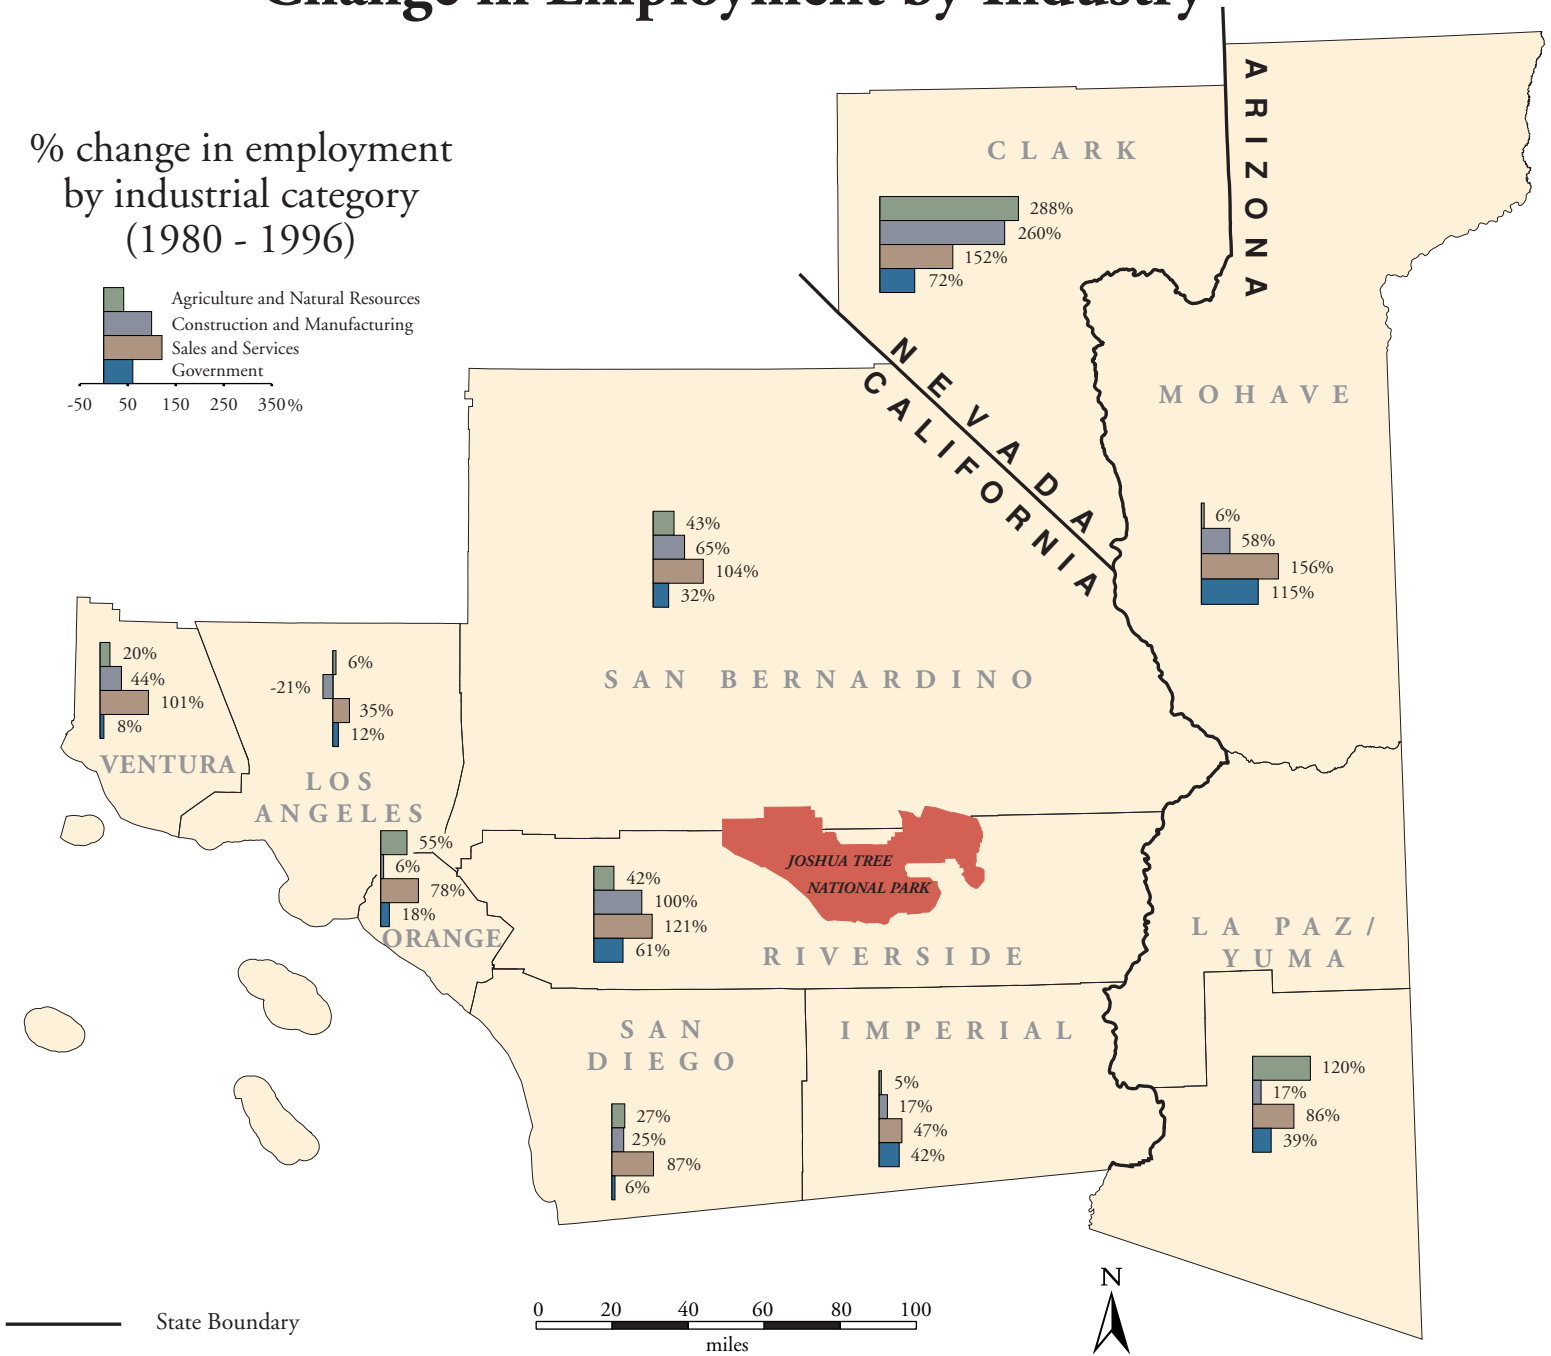 Change in Employment by Industry
% change in employment
by industrial category
(1980 - 1996)
Agriculture and Natural Resources
Construction and Manufacturing
Sales and Services
Government
-50 50 150 250 350%
ARIZONA
CLARK
288%
260%
152%
72%
NEVADA
CALIFORNIA
MOHAVE
6%
58%
156%
115%
43%
65%
104%
32%
SAN BERNARDINO
20%
44%
101%
8%
VENTURA
6%
-21%
35%
12%
LOS
ANGELES
55%
6%
78%
18%
ORANGE
JOSHUA TREE
NATIONAL PARK
42%
100%
121%
61%
RIVERSIDE
LA PAZ/
YUMA
120%
17%
86%
39%
SAN
DIEGO
27%
25%
87%
6%
IMPERIAL
5%
17%
47%
42%
State Boundary
0 20 40 60 80 100
miles
N